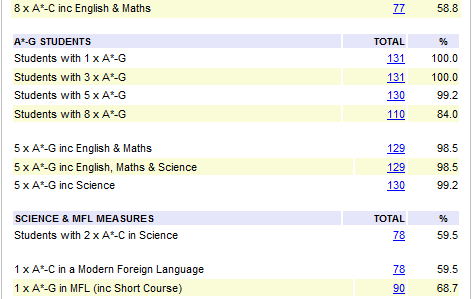 8 x A*-C inc English & Maths 77 58.8
A*-G STUDENTS TOTAL %
Students with 1 x A*-G 131 100.0
Students with 3 x A*-G 131 100.0
Students with 5 x A*-G 130 99.2
Students with 8 x A*-G 110 84.0
5 x A*-G inc English & Maths 129 98.5
5 x A*-G inc English, Maths & Science 129 98.5
5 x A*-G inc Science 130 99.2
SCIENCE & MFL MEASURES TOTAL %
Students with 2 x A*-C in Science 78 59.5
1 x A*-C in a Modern Foreign Language 78 59.5
1 x A*-G in MFL (inc Short Course) 90 68.7